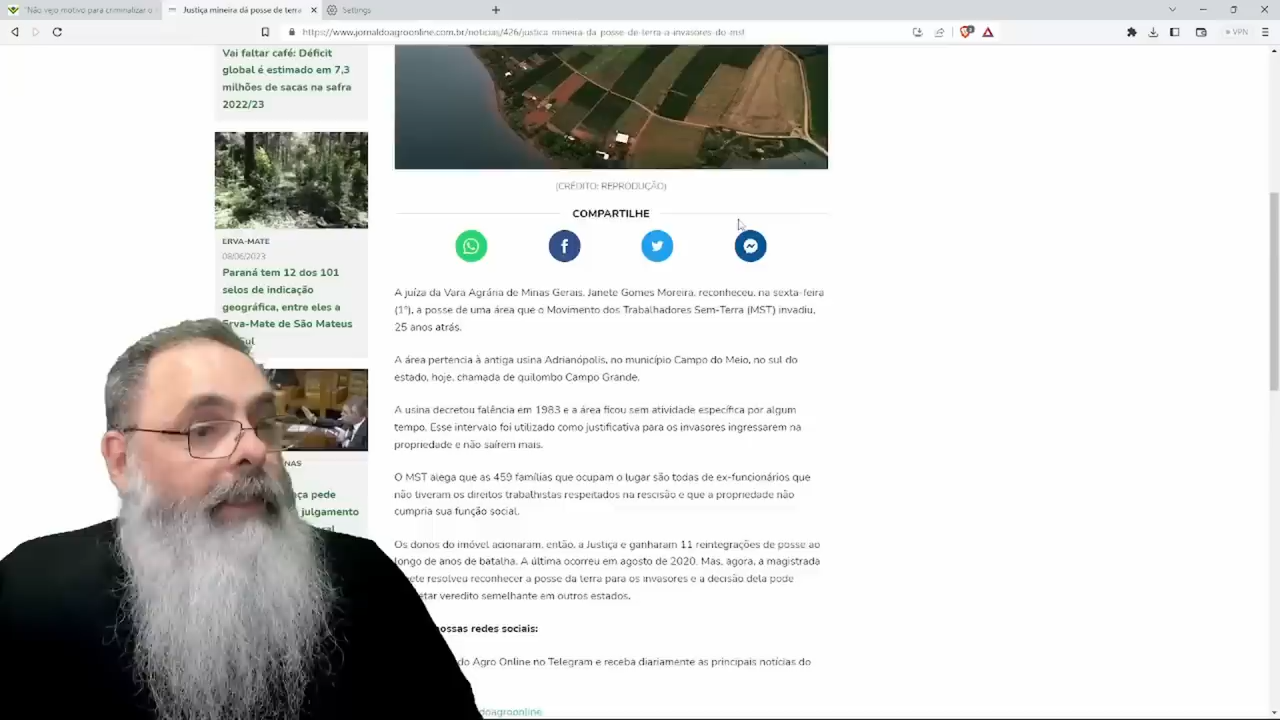 "Não vejo motivo para criminalizar o
Justiça mineira dá posse de terra
Settings
https://www.jornaldoagroonline.com.br/noticias/426/justica-mineira-da-posse-de-terra-a-invasores-do-mst
VPN
Vai faltar café: Déficit
global é estimado em 7,3
milhões de sacas na safra
2022/23
ERVA-MATE
08/06/2023
Paraná tem 12 dos 101
selos de indicação
geográfica, entre eles a
Erva-Mate de São Mateus
ul
NAS
ça pede
julgamento
(CRÉDITO: REPRODUÇÃO)
COMPARTILHE
A juíza da Vara Agrária de Minas Gerais, Janete Gomes Moreira, reconheceu, na sexta-feira
(1º), a posse de uma área que o Movimento dos Trabalhadores Sem-Terra (MST) invadiu,
25 anos atrás.
A área pertencia à antiga usina Adrianópolis, no município Campo do Meio, no sul do
estado, hoje, chamada de quilombo Campo Grande.
A usina decretou falência em 1983 e a área ficou sem atividade específica por algum
tempo. Esse intervalo foi utilizado como justificativa para os invasores ingressarem na
propriedade e não saírem mais.
O MST alega que as 459 famílias que ocupam o lugar são todas de ex-funcionários que
não tiveram os direitos trabalhistas respeitados na rescisão e que a propriedade não
cumpria sua função social.
Os donos do imóvel acionaram, então, a Justiça e ganharam 11 reintegrações de posse ao
longo de anos de batalha. A última ocorreu em agosto de 2020. Mas, agora, a magistrada
ete resolveu reconhecer a posse da terra para os invasores e a decisão dela pode
etar veredito semelhante em outros estados.
ossas redes sociais:
do Agro Online no Telegram e receba diariamente as principais notícias do
doagroonline